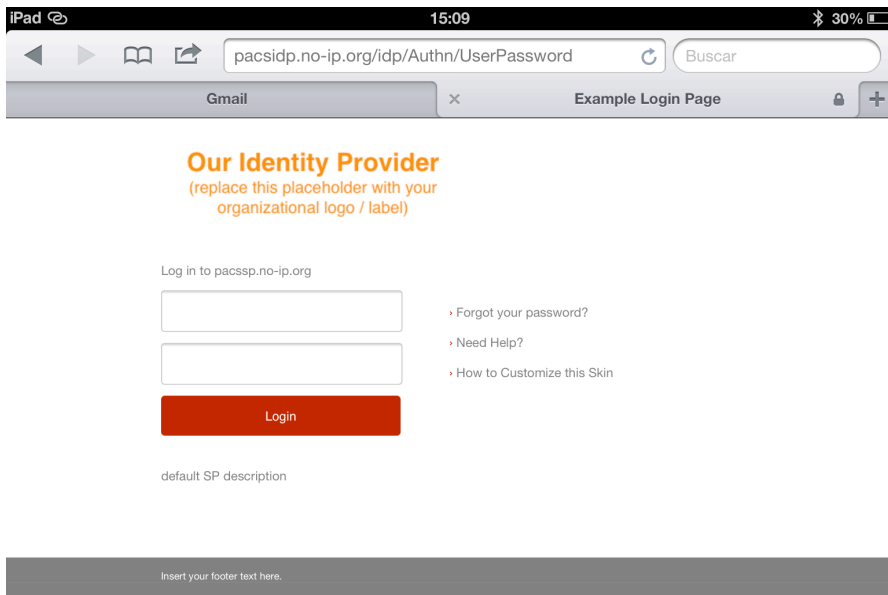 iPad 15:09 30%
pacsidp.no-ip.org/idp/Authn/UserPassword Buscar
Gmail Example Login Page
Our Identity Provider
(replace this placeholder with your
organizational logo / label)
Log in to pacssp.no-ip.org
› Forgot your password?
› Need Help?
› How to Customize this Skin
Login
default SP description
Insert your footer text here.